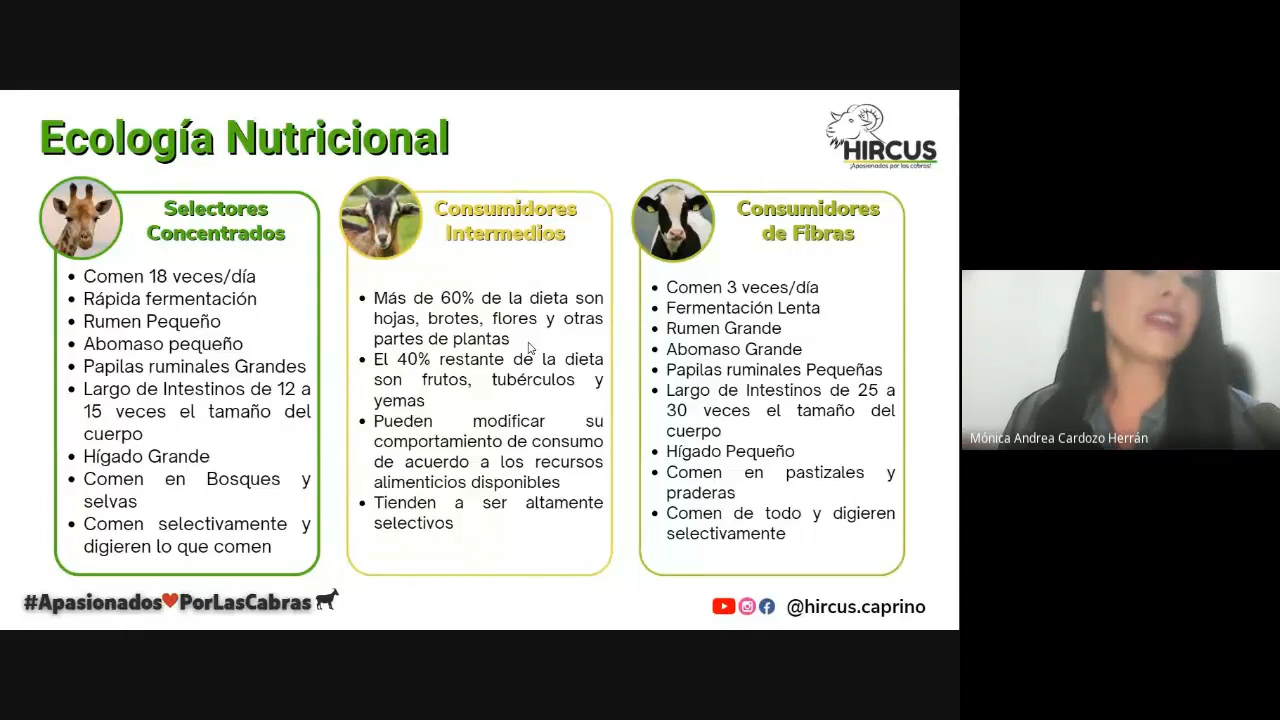 Ecología Nutricional
HIRCUS
¡Apasionados por las cabras!
Selectores
Concentrados
• Comen 18 veces/día
• Rápida fermentación
• Rumen Pequeño
• Abomaso pequeño
• Papilas ruminales Grandes
• Largo de Intestinos de 12 a
15 veces el tamaño del
cuerpo
• Hígado Grande
• Comen en Bosques y
selvas
• Comen selectivamente y
digieren lo que comen
Consumidores
Intermedios
• Más de 60% de la dieta son
hojas, brotes, flores y otras
partes de plantas
• El 40% restante de la dieta
son frutos, tubérculos y
yemas
• Pueden modificar su
comportamiento de consumo
de acuerdo a los recursos
alimenticios disponibles
• Tienden a ser altamente
selectivos
Consumidores
de Fibras
• Comen 3 veces/día
• Fermentación Lenta
• Rumen Grande
• Abomaso Grande
• Papilas ruminales Pequeñas
• Largo de Intestinos de 25 a
30 veces el tamaño del
cuerpo
• Hígado Pequeño
• Comen en pastizales y
praderas
• Comen de todo y digieren
selectivamente
#Apasionados❤PorLasCabras
@hircus.caprino
Mónica Andrea Cardozo Herrán